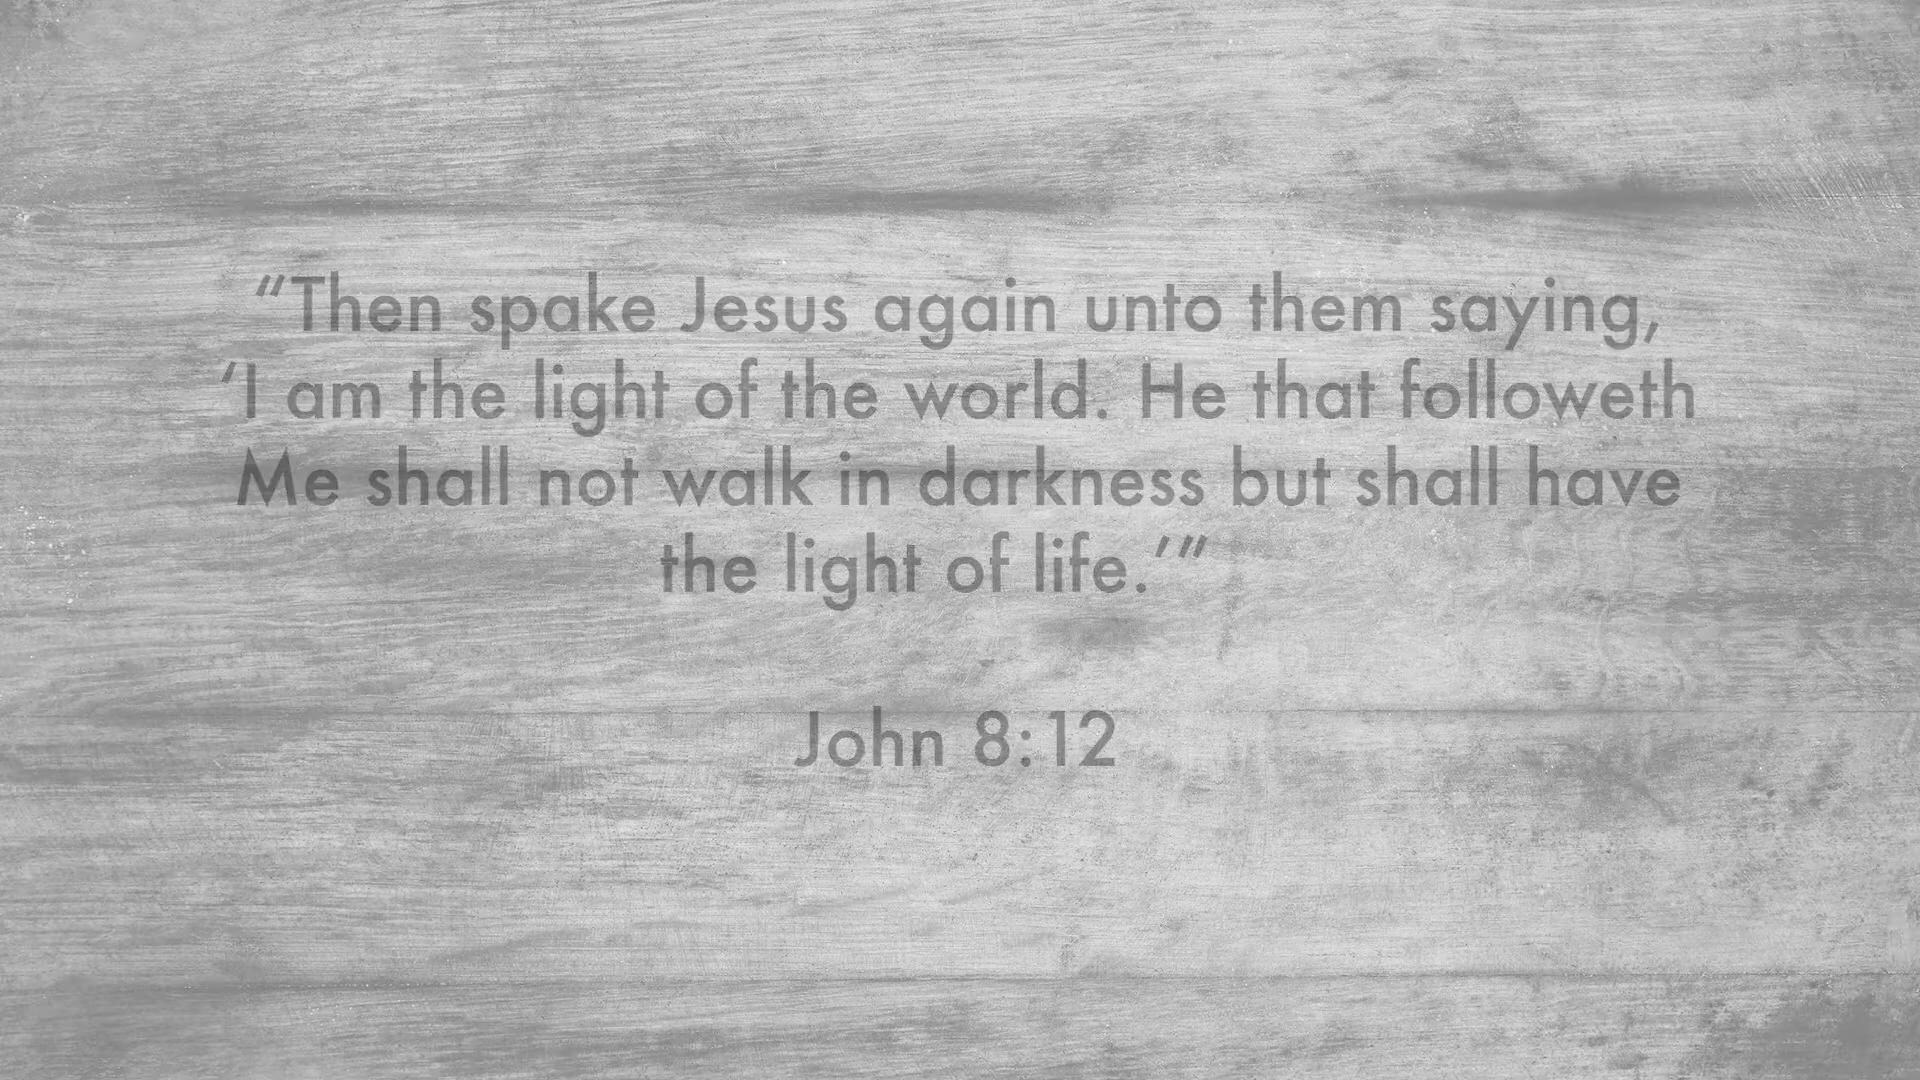 “Then spake Jesus again unto them saying,
‘I am the light of the world. He that followeth
Me shall not walk in darkness but shall have
the light of life.’”
John 8:12